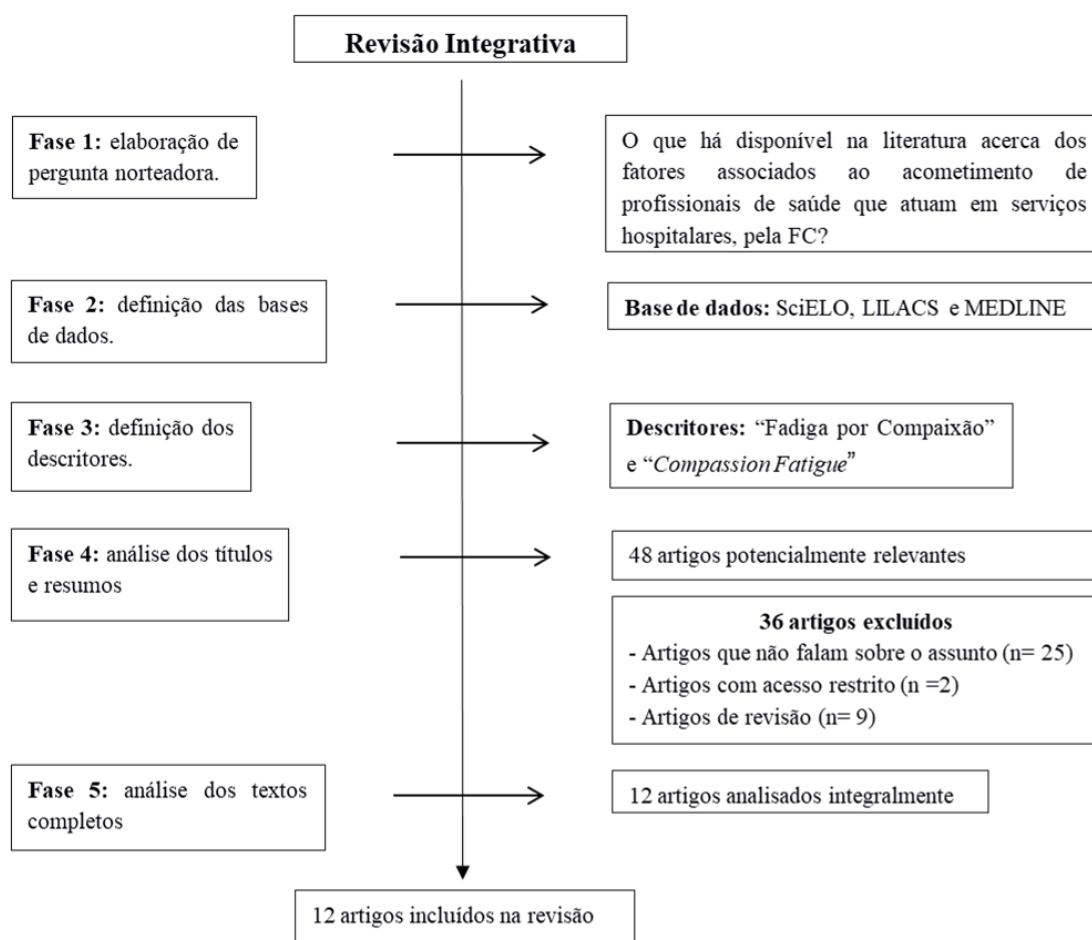 Revisão Integrativa
Fase 1: elaboração de
pergunta norteadora.
O que há disponível na literatura acerca dos
fatores associados ao acometimento de
profissionais de saúde que atuam em serviços
hospitalares, pela FC?
Fase 2: definição das bases
de dados.
Base de dados: SciELO, LILACS e MEDLINE
Fase 3: definição dos
descritores.
Descritores: “Fadiga por Compaixão”
e “Compassion Fatigue”
Fase 4: análise dos títulos
e resumos
48 artigos potencialmente relevantes
36 artigos excluídos
- Artigos que não falam sobre o assunto (n= 25)
- Artigos com acesso restrito (n =2)
- Artigos de revisão (n= 9)
Fase 5: análise dos textos
completos
12 artigos analisados integralmente
12 artigos incluídos na revisão